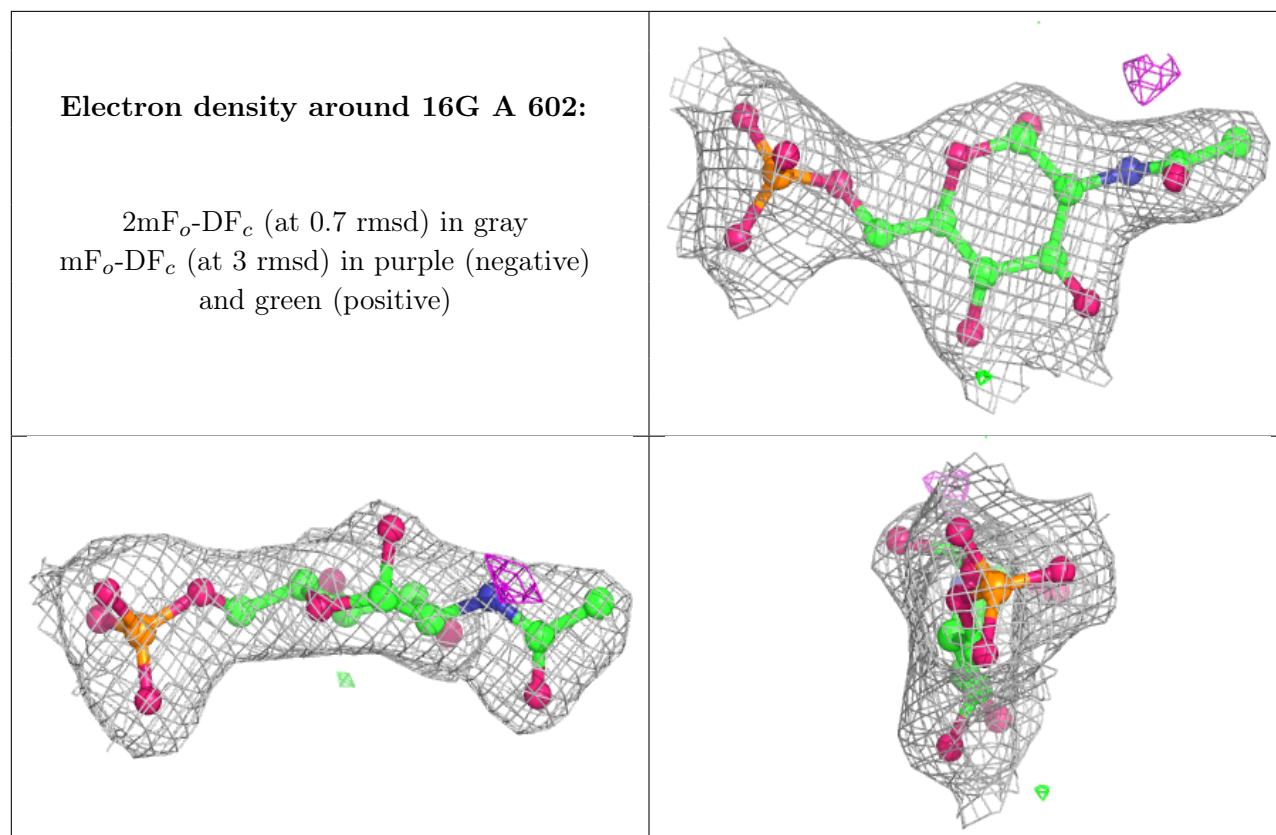 Electron density around 16G A 602:
2mFo-DFc (at 0.7 rmsd) in gray
mFo-DFc (at 3 rmsd) in purple (negative)
and green (positive)